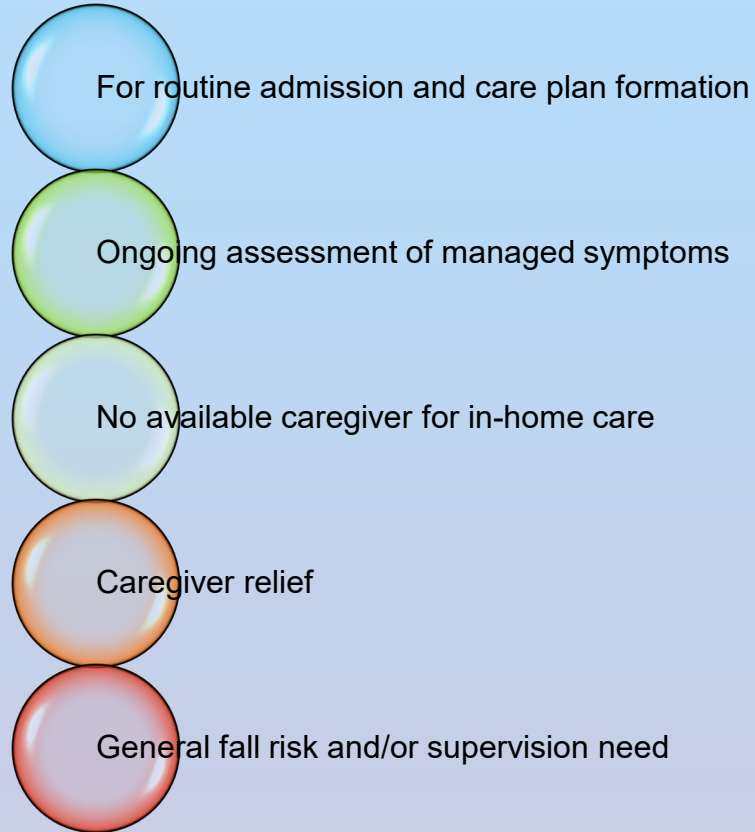 For routine admission and care plan formation
Ongoing assessment of managed symptoms
No available caregiver for in-home care
Caregiver relief
General fall risk and/or supervision need